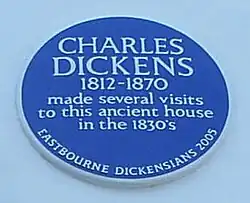 CHARLES
DICKENS
1812-1870
made several visits
to this ancient house
in the 1830's
EASTBOURNE DICKENSIANS 2005